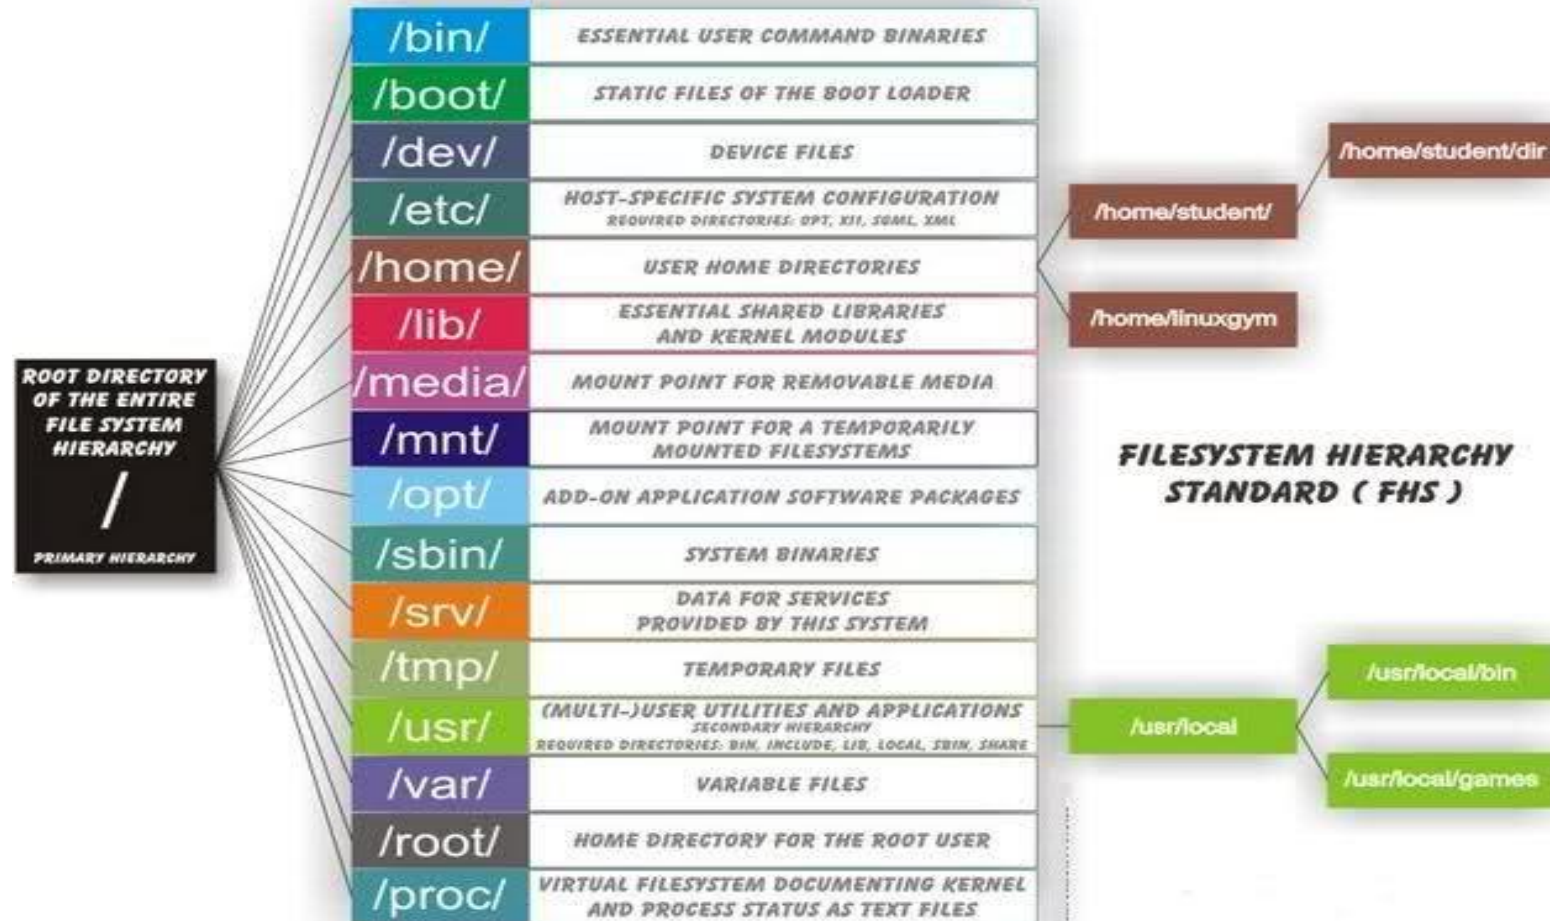 ROOT DIRECTORY
OF THE ENTIRE
FILE SYSTEM
HIERARCHY
/
PRIMARY HIERARCHY
/bin/
ESSENTIAL USER COMMAND BINARIES
/boot/
STATIC FILES OF THE BOOT LOADER
/dev/
DEVICE FILES
/etc/
HOST-SPECIFIC SYSTEM CONFIGURATION
REQUIRED DIRECTORIES: OPT, XII, SGML, XML
/home/
USER HOME DIRECTORIES
/lib/
ESSENTIAL SHARED LIBRARIES
AND KERNEL MODULES
/media/
MOUNT POINT FOR REMOVABLE MEDIA
/mnt/
MOUNT POINT FOR A TEMPORARILY
MOUNTED FILESYSTEMS
/opt/
ADD-ON APPLICATION SOFTWARE PACKAGES
/sbin/
SYSTEM BINARIES
/srv/
DATA FOR SERVICES
PROVIDED BY THIS SYSTEM
/tmp/
TEMPORARY FILES
/usr/
(MULTI-)USER UTILITIES AND APPLICATIONS
SECONDARY HIERARCHY
REQUIRED DIRECTORIES: BIN, INCLUDE, LIB, LOCAL, SBIN, SHARE
/var/
VARIABLE FILES
/root/
HOME DIRECTORY FOR THE ROOT USER
/proc/
VIRTUAL FILESYSTEM DOCUMENTING KERNEL
AND PROCESS STATUS AS TEXT FILES
/home/student/
/home/student/dir
/home/linuxgym
FILESYSTEM HIERARCHY
STANDARD ( FHS )
/usr/local
/usr/local/bin
/usr/local/games